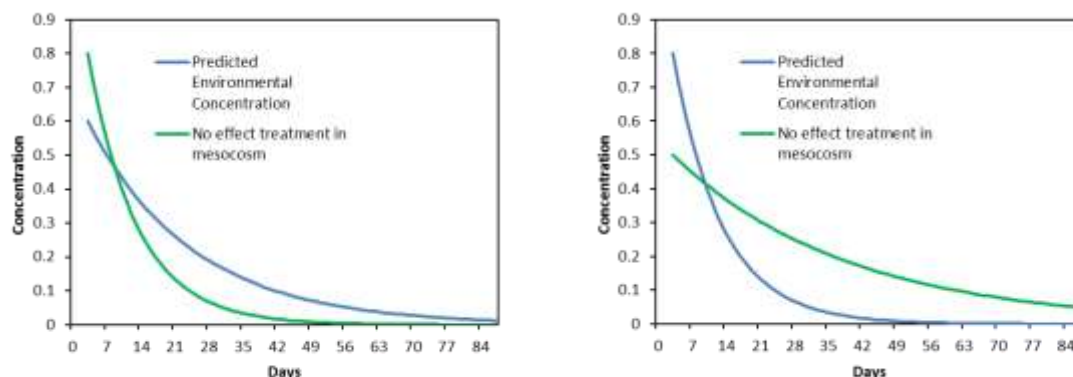 0.9
0.8
0.7
0.6
0.5
0.4
0.3
0.2
0.1
0
Concentration
Predicted
Environmental
Concentration
No effect treatment in
mesocosm
0 7 14 21 28 35 42 49 56 63 70 77 84
Days
0.9
0.8
0.7
0.6
0.5
0.4
0.3
0.2
0.1
0
Concentration
Predicted
Environmental
Concentration
No effect treatment in
mesocosm
0 7 14 21 28 35 42 49 56 63 70 77 84
Days